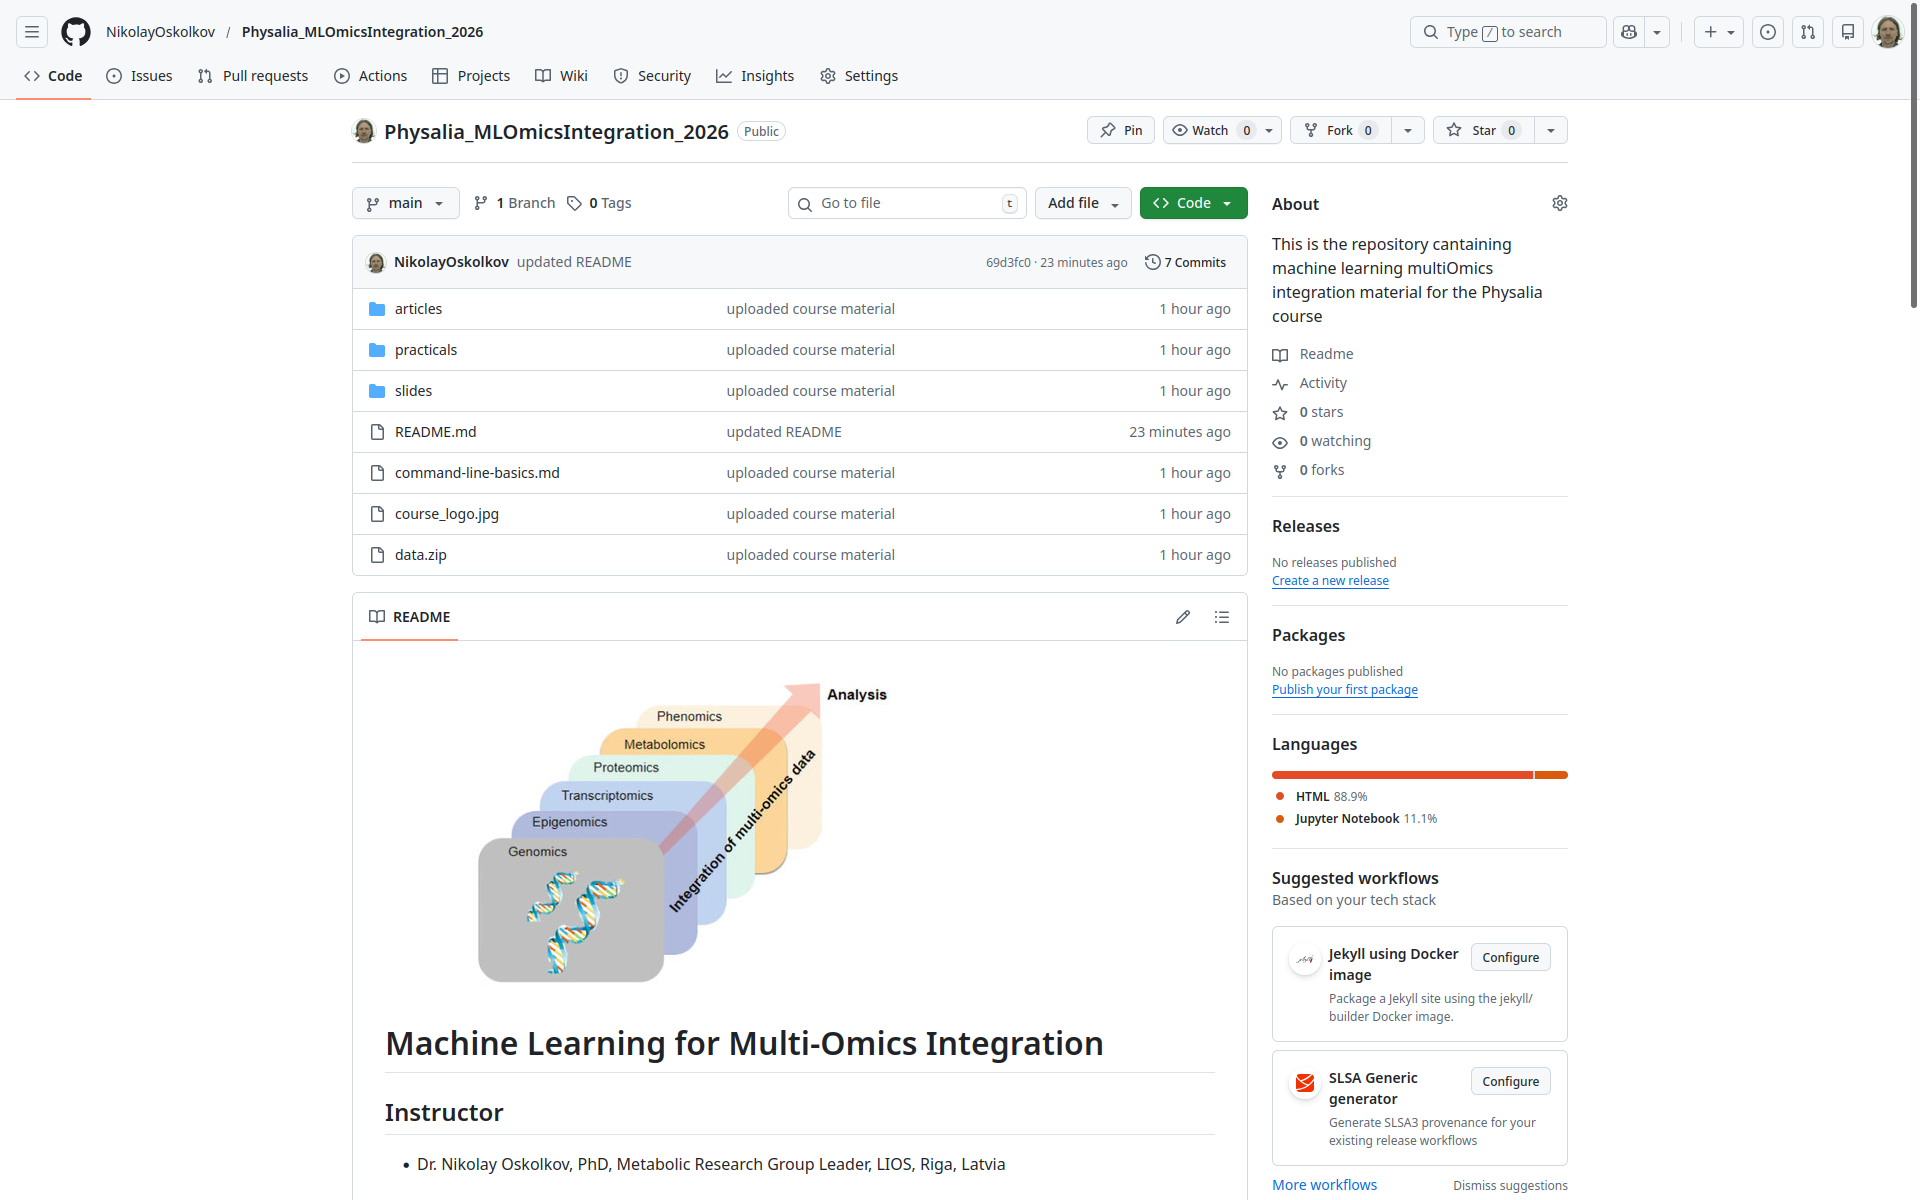 NikolayOskolkov / Physalia_MLOmicsIntegration_2026
Type / to search
Code
Issues
Pull requests
Actions
Projects
Wiki
Security
Insights
Settings
Physalia_MLOmicsIntegration_2026 Public
Pin
Watch 0
Fork 0
Star 0
main
1 Branch
0 Tags
Go to file t
Add file
Code
NikolayOskolkov updated README 69d3fc0 · 23 minutes ago 7 Commits
articles uploaded course material 1 hour ago
practicals uploaded course material 1 hour ago
slides uploaded course material 1 hour ago
README.md updated README 23 minutes ago
command-line-basics.md uploaded course material 1 hour ago
course_logo.jpg uploaded course material 1 hour ago
data.zip uploaded course material 1 hour ago
README
Analysis
Phenomics
Metabolomics
Proteomics
Transcriptomics
Epigenomics
Genomics
Integration of multi-omics data
Machine Learning for Multi-Omics Integration
Instructor
• Dr. Nikolay Oskolkov, PhD, Metabolic Research Group Leader, LIOS, Riga, Latvia
About
This is the repository cantaining
machine learning multiOmics
integration material for the Physalia
course
Readme
Activity
0 stars
0 watching
0 forks
Releases
No releases published
Create a new release
Packages
No packages published
Publish your first package
Languages
HTML 88.9%
Jupyter Notebook 11.1%
Suggested workflows
Based on your tech stack
Jekyll using Docker
image
Configure
Package a Jekyll site using the jekyll/
builder Docker image.
SLSA Generic
generator
Configure
Generate SLSA3 provenance for your
existing release workflows
More workflows
Dismiss suggestions